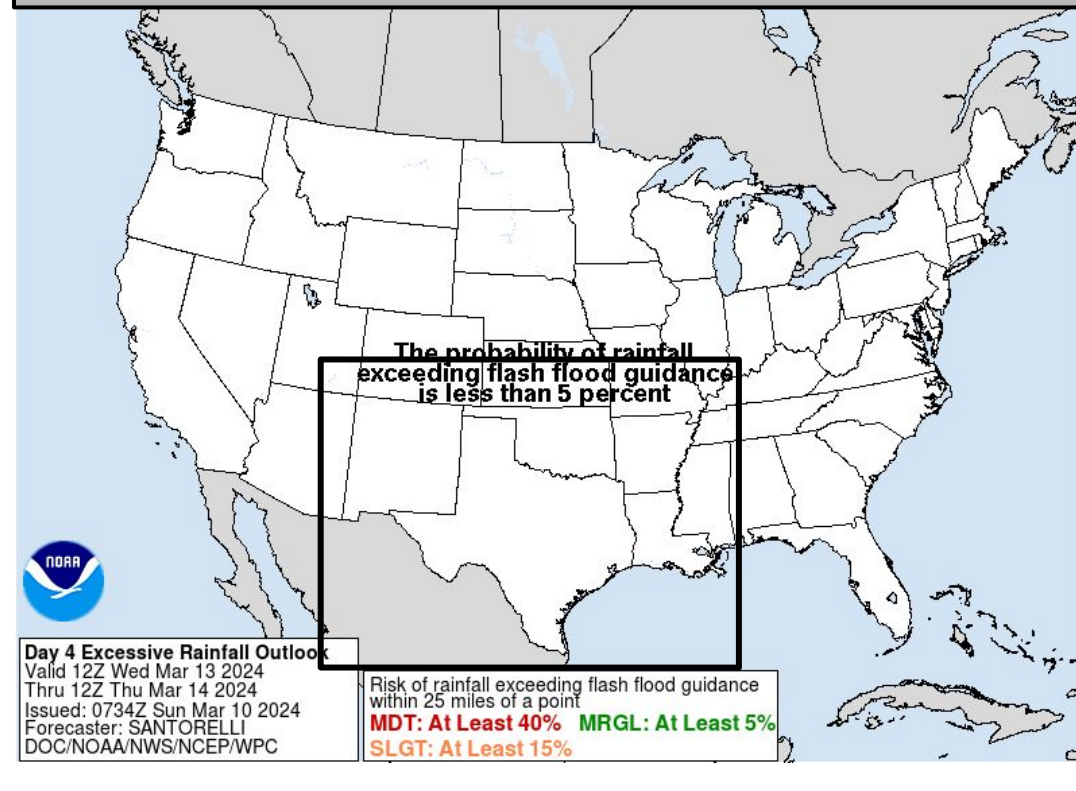 The probability of rainfall
exceeding flash flood guidance
is less than 5 percent
NOAA
Day 4 Excessive Rainfall Outlook
Valid 12Z Wed Mar 13 2024
Thru 12Z Thu Mar 14 2024
Issued: 0734Z Sun Mar 10 2024
Forecaster: SANTORELLI
DOC/NOAA/NWS/NCEP/WPC
Risk of rainfall exceeding flash flood guidance
within 25 miles of a point
MDT: At Least 40% MRGL: At Least 5%
SLGT: At Least 15%